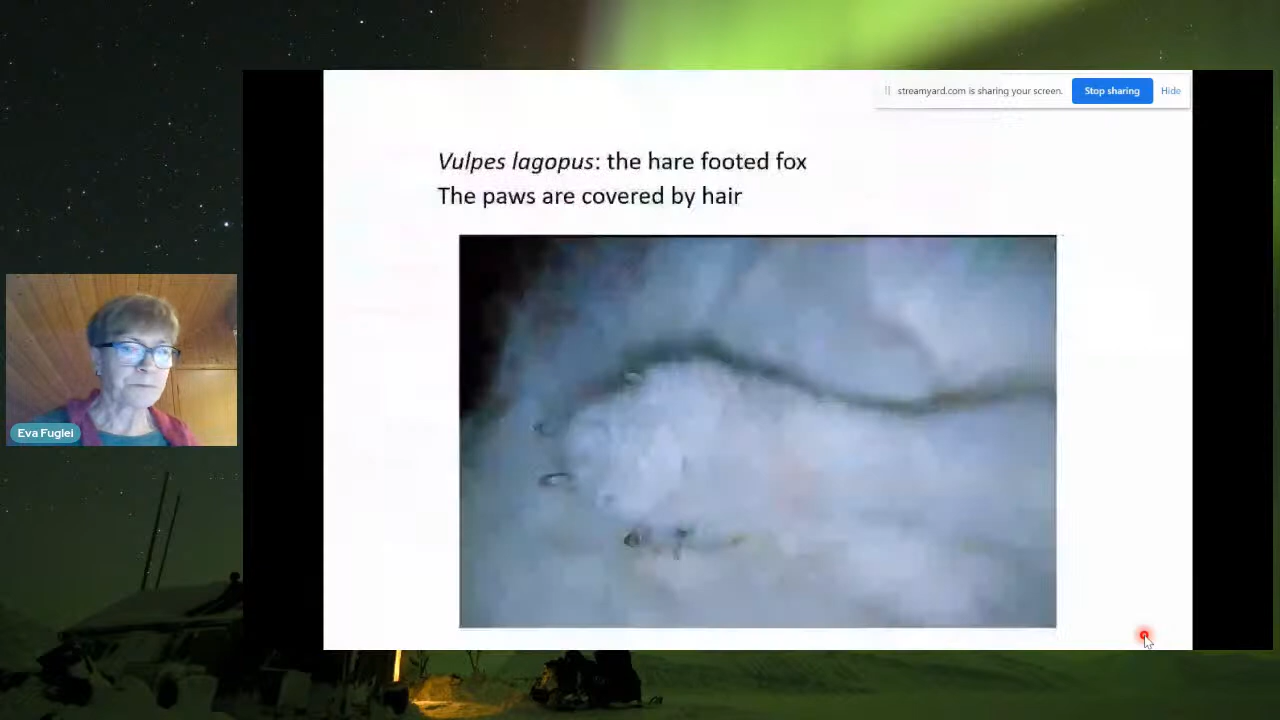 streamyard.com is sharing your screen.
Stop sharing
Hide
Vulpes lagopus: the hare footed fox
The paws are covered by hair
Eva Fuglei